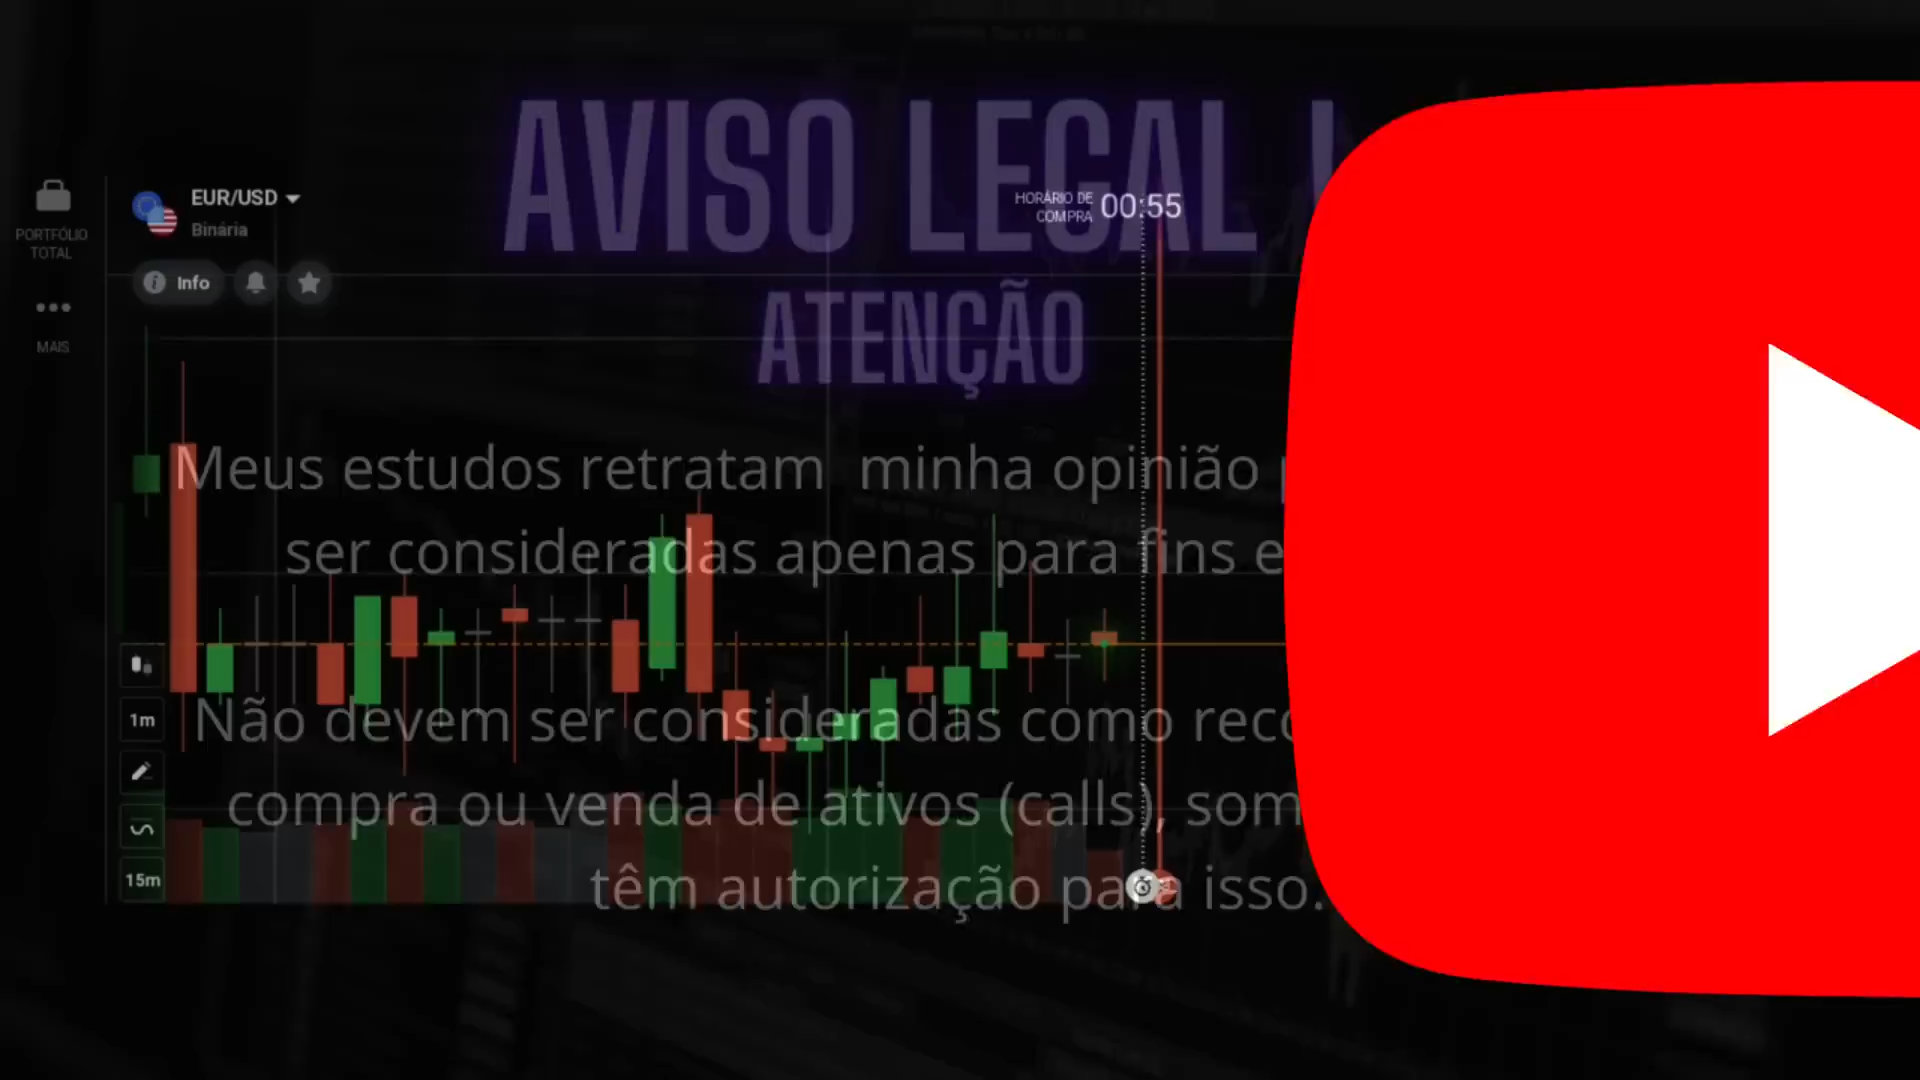 AVISO LEGAL !
EUR/USD
Binária
HORÁRIO DE
COMPRA
00:55
PORTFÓLIO
TOTAL
Info
ATENÇÃO
MAIS
Meus estudos retratam minha opinião
ser consideradas apenas para fins
1m
Não devem ser consideradas como
compra ou venda de ativos (calls),
15m
têm autorização para isso.